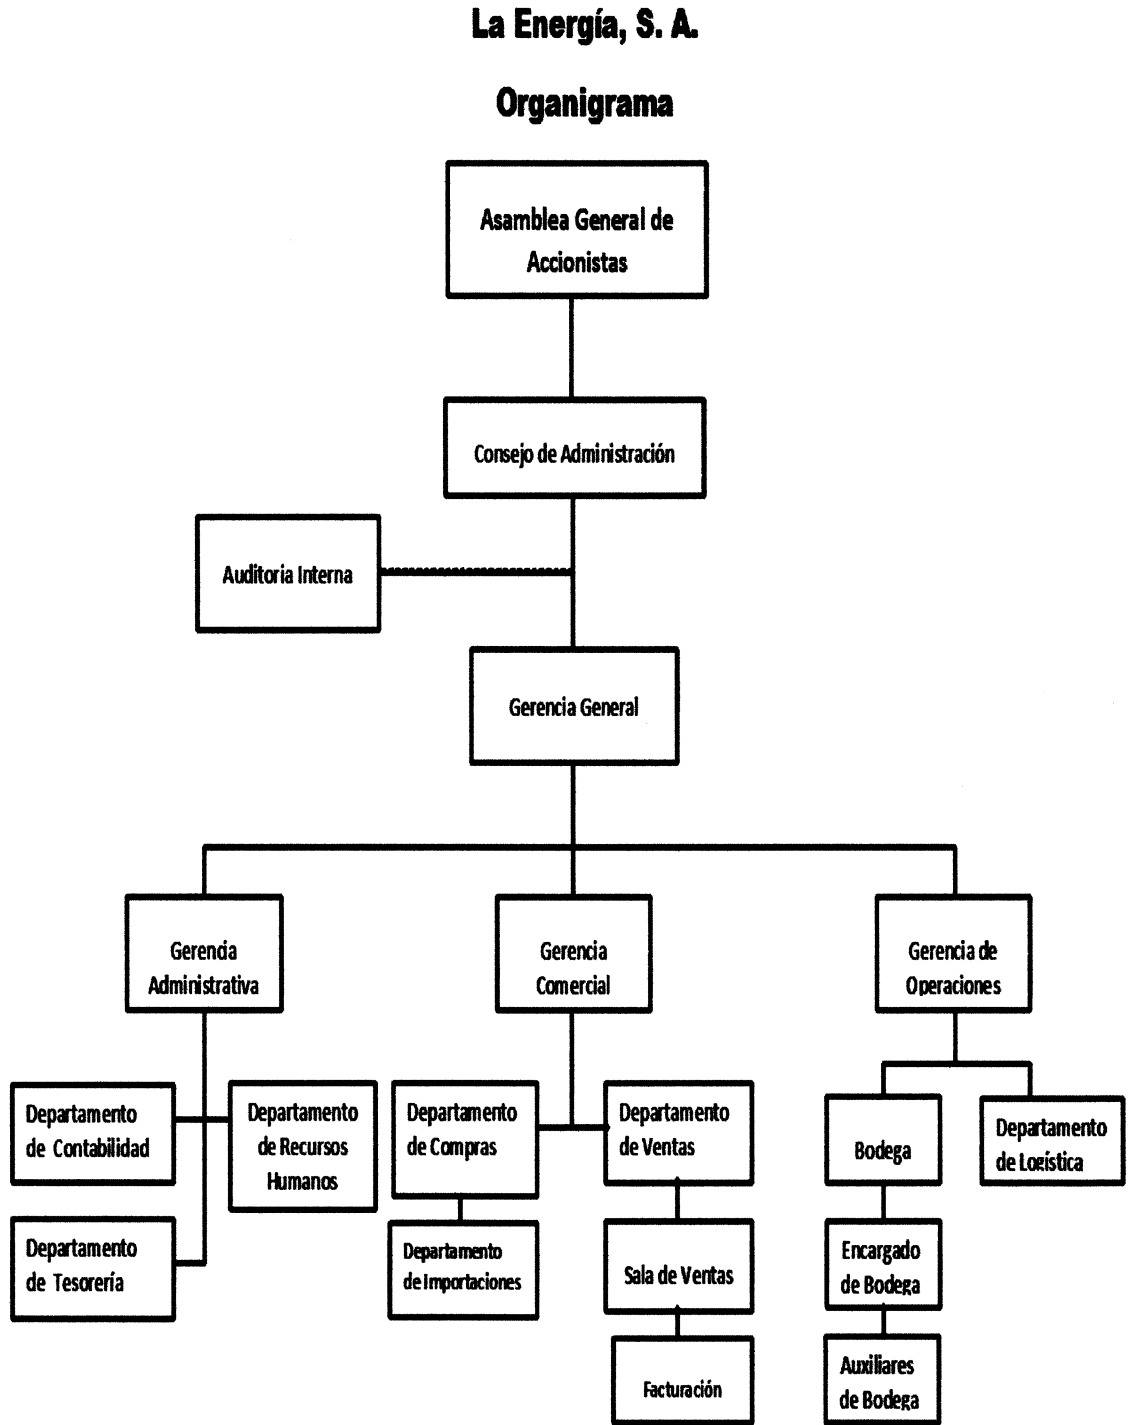 La Energía, S. A.
Organigrama
Asamblea General de
Accionistas
Consejo de Administración
Auditoria Interna
Gerencia General
Gerencia
Administrativa
Gerencia
Comercial
Gerencia de
Operaciones
Departamento
de Contabilidad
Departamento
de Recursos
Humanos
Departamento
de Tesorería
Departamento
de Compras
Departamento
de Importaciones
Departamento
de Ventas
Sala de Ventas
Facturación
Bodega
Encargado
de Bodega
Auxiliares
de Bodega
Departamento
de Logística